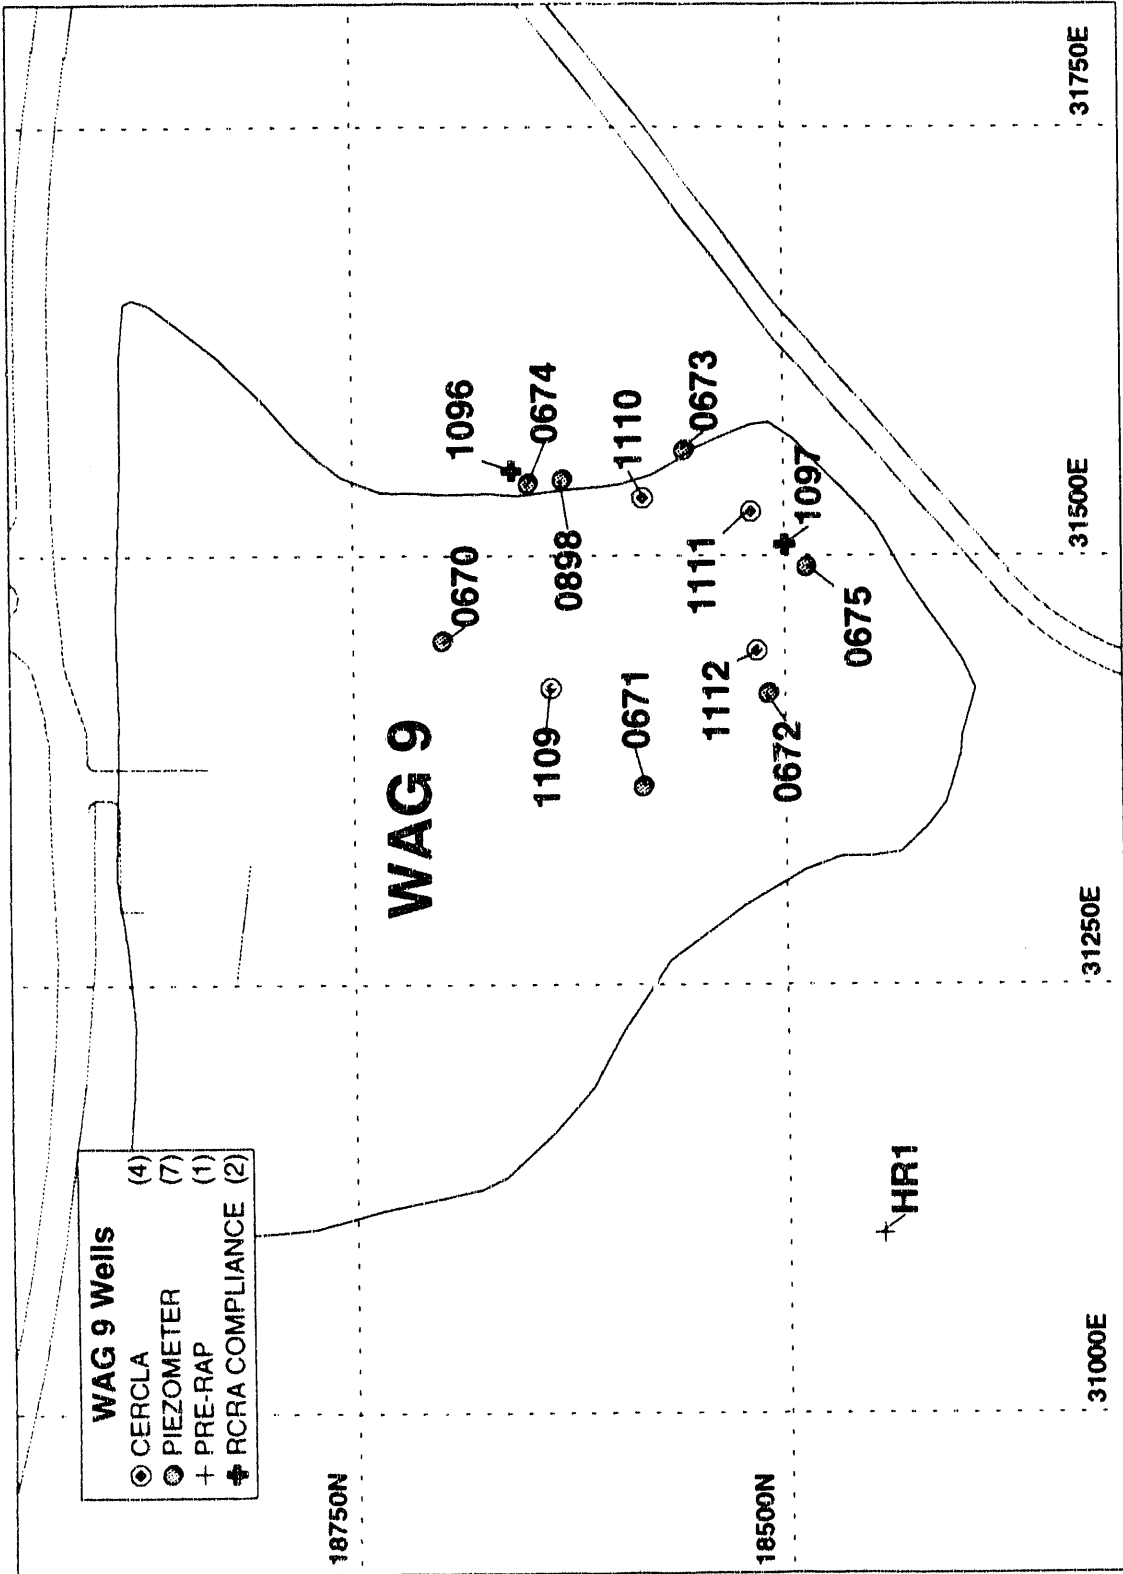 WAG 9 Wells
CERCLA (4)
PIEZOMETER (7)
PRE-RAP (1)
RCRA COMPLIANCE (2)
WAG 9
18750N
18500N
31000E
31250E
31500E
31750E
1096
0674
0670
0898
1110
0673
1109
0671
1111
1097
1112
0675
0672
HR1